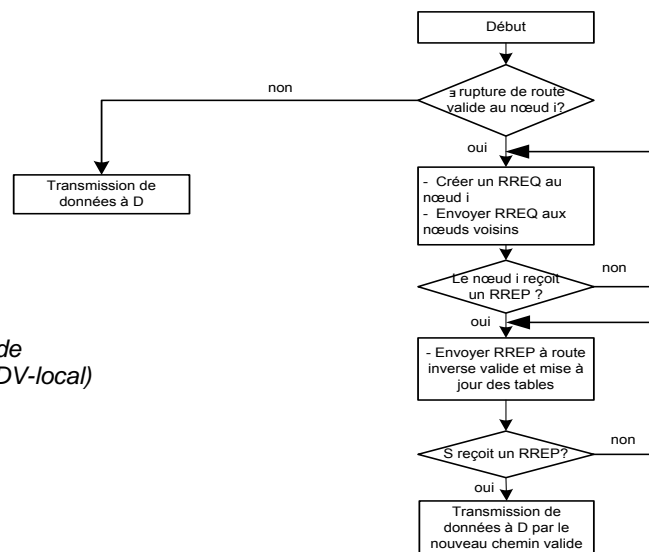 Début
non
∃ rupture de route
valide au nœud i?
oui
Transmission de
données à D
- Créer un RREQ au
nœud i
- Envoyer RREQ aux
nœuds voisins
Le nœud i reçoit
un RREP ?
non
oui
de
DV-local)
- Envoyer RREP à route
inverse valide et mise à
jour des tables
S reçoit un RREP?
non
oui
Transmission de
données à D par le
nouveau chemin valide